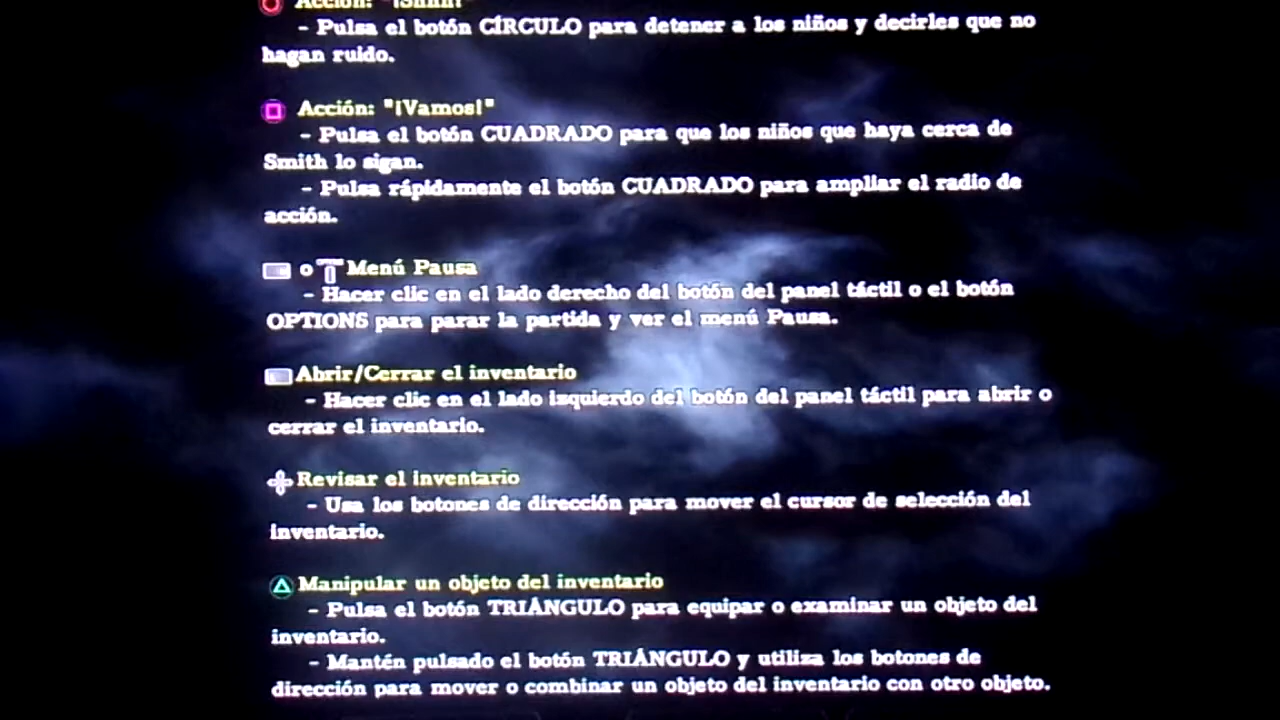 Acción: "¡Shhh!"
- Pulsa el botón CÍRCULO para detener a los niños y decirles que no
hagan ruido.
Acción: "¡Vamos!"
- Pulsa el botón CUADRADO para que los niños que haya cerca de
Smith lo sigan.
- Pulsa rápidamente el botón CUADRADO para ampliar el radio de
acción.
o Menú Pausa
- Hacer clic en el lado derecho del botón del panel táctil o el botón
OPTIONS para parar la partida y ver el menú Pausa.
Abrir/Cerrar el inventario
- Hacer clic en el lado izquierdo del botón del panel táctil para abrir o
cerrar el inventario.
Revisar el inventario
- Usa los botones de dirección para mover el cursor de selección del
inventario.
Manipular un objeto del inventario
- Pulsa el botón TRIÁNGULO para equipar o examinar un objeto del
inventario.
- Mantén pulsado el botón TRIÁNGULO y utiliza los botones de
dirección para mover o combinar un objeto del inventario con otro objeto.